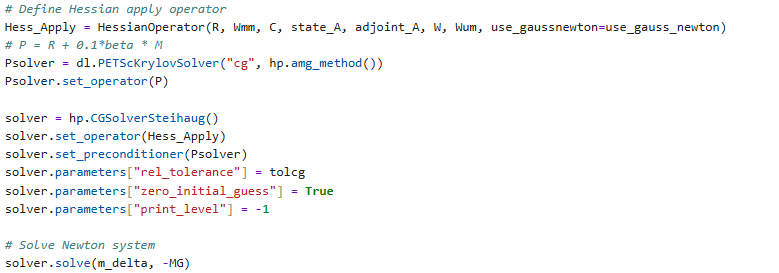 # Define Hessian apply operator
Hess_Apply = HessianOperator(R, Wmm, C, state_A, adjoint_A, W, Wum, use_gaussnewton=use_gauss_newton)
# P = R + 0.1*beta * M
Psolver = dl.PETScKrylovSolver("cg", hp.amg_method())
Psolver.set_operator(P)
solver = hp.CGSolverSteihaug()
solver.set_operator(Hess_Apply)
solver.set_preconditioner(Psolver)
solver.parameters["rel_tolerance"] = tolcg
solver.parameters["zero_initial_guess"] = True
solver.parameters["print_level"] = -1
# Solve Newton system
solver.solve(m_delta, -MG)